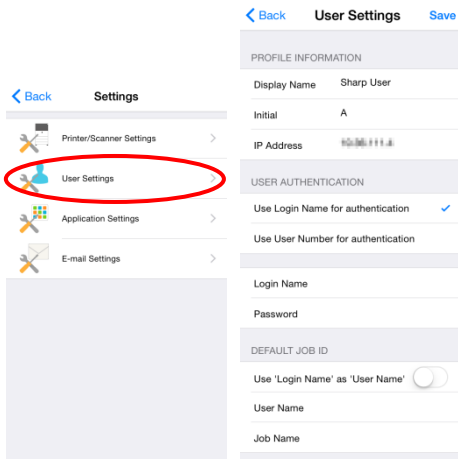 Back Settings
Printer/Scanner Settings
User Settings
Application Settings
E-mail Settings
Back User Settings Save
PROFILE INFORMATION
Display Name Sharp User
Initial A
IP Address
USER AUTHENTICATION
Use Login Name for authentication
Use User Number for authentication
Login Name
Password
DEFAULT JOB ID
Use 'Login Name' as 'User Name'
User Name
Job Name